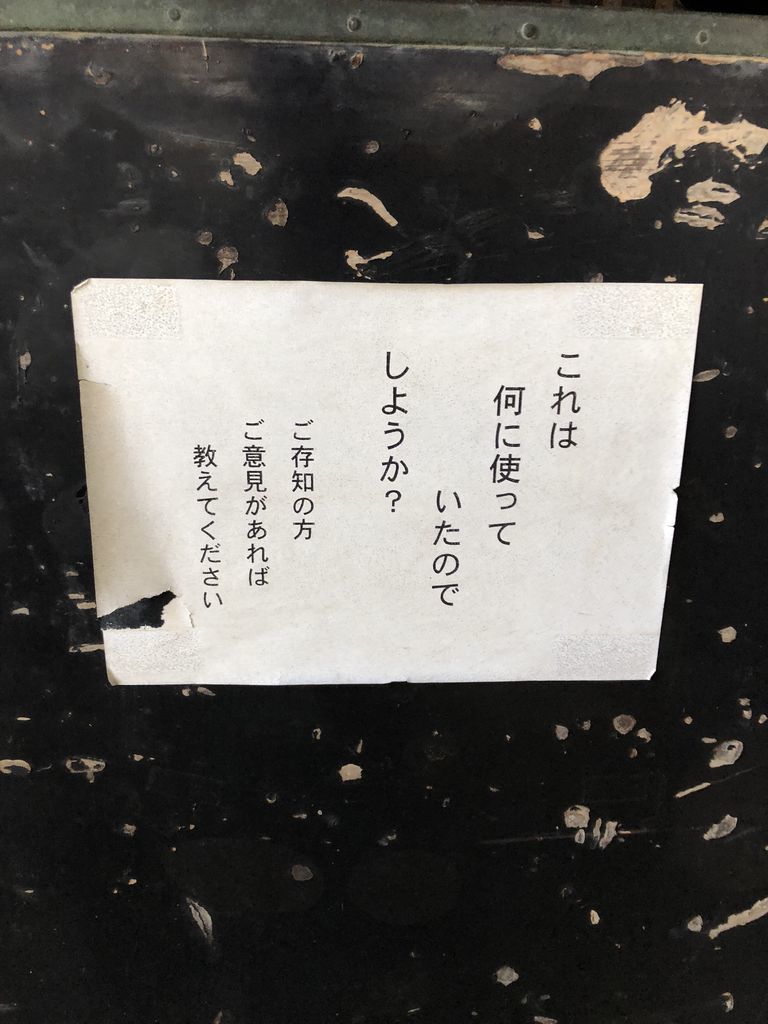 これは
何に使って
いたので
しようか？
ご存知の方
ご意見があれば
教えてください